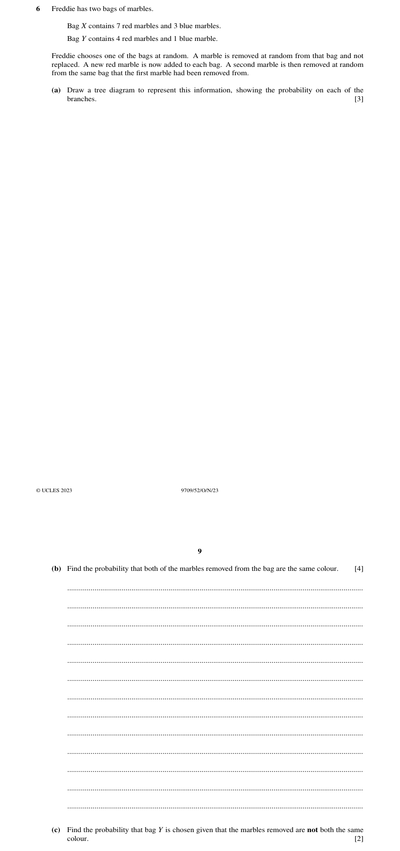 6 Freddie has two bags of marbles.
Bag X contains 7 red marbles and 3 blue marbles.
Bag Y contains 4 red marbles and 1 blue marble.
Freddie chooses one of the bags at random. A marble is removed at random from that bag and not
replaced. A new red marble is now added to each bag. A second marble is then removed at random
from the same bag that the first marble had been removed from.
(a) Draw a tree diagram to represent this information, showing the probability on each of the
branches. [3]
© UCLES 2023 9709/52/O/N/23
9
(b) Find the probability that both of the marbles removed from the bag are the same colour. [4]
(c) Find the probability that bag Y is chosen given that the marbles removed are not both the same
colour. [2]